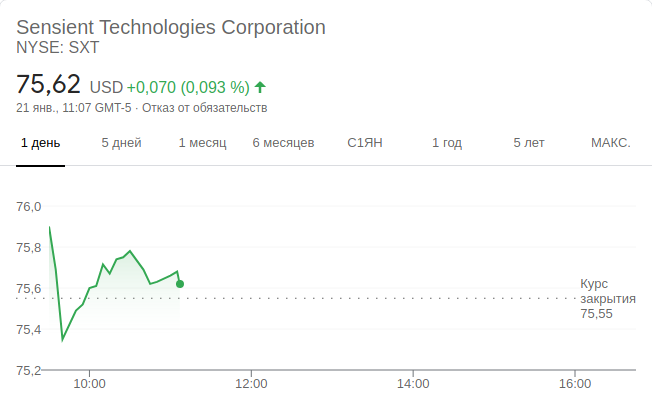 Sensient Technologies Corporation
NYSE: SXT
75,62 USD +0,070 (0,093 %)
21 янв., 11:07 GMT-5 · Отказ от обязательств
1 день 5 дней 1 месяц 6 месяцев С1ЯН 1 год 5 лет МАКС.
76,0
75,8
75,6
75,4
75,2
Курс
закрытия
75,55
10:00 12:00 14:00 16:00